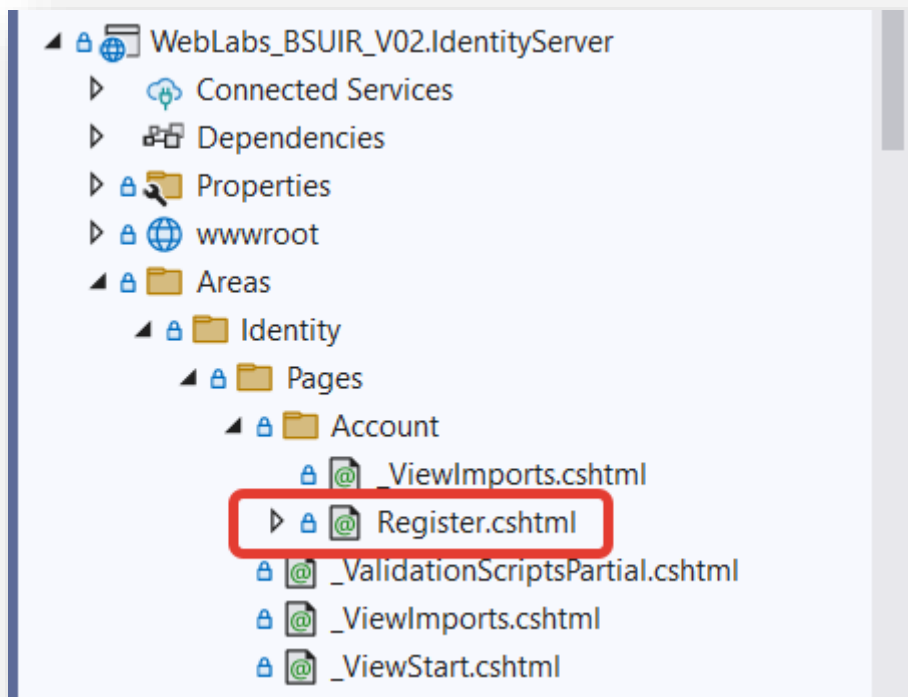 WebLabs_BSUIR_V02.IdentityServer
Connected Services
Dependencies
Properties
wwwroot
Areas
Identity
Pages
Account
_ViewImports.cshtml
Register.cshtml
_ValidationScriptsPartial.cshtml
_ViewImports.cshtml
_ViewStart.cshtml